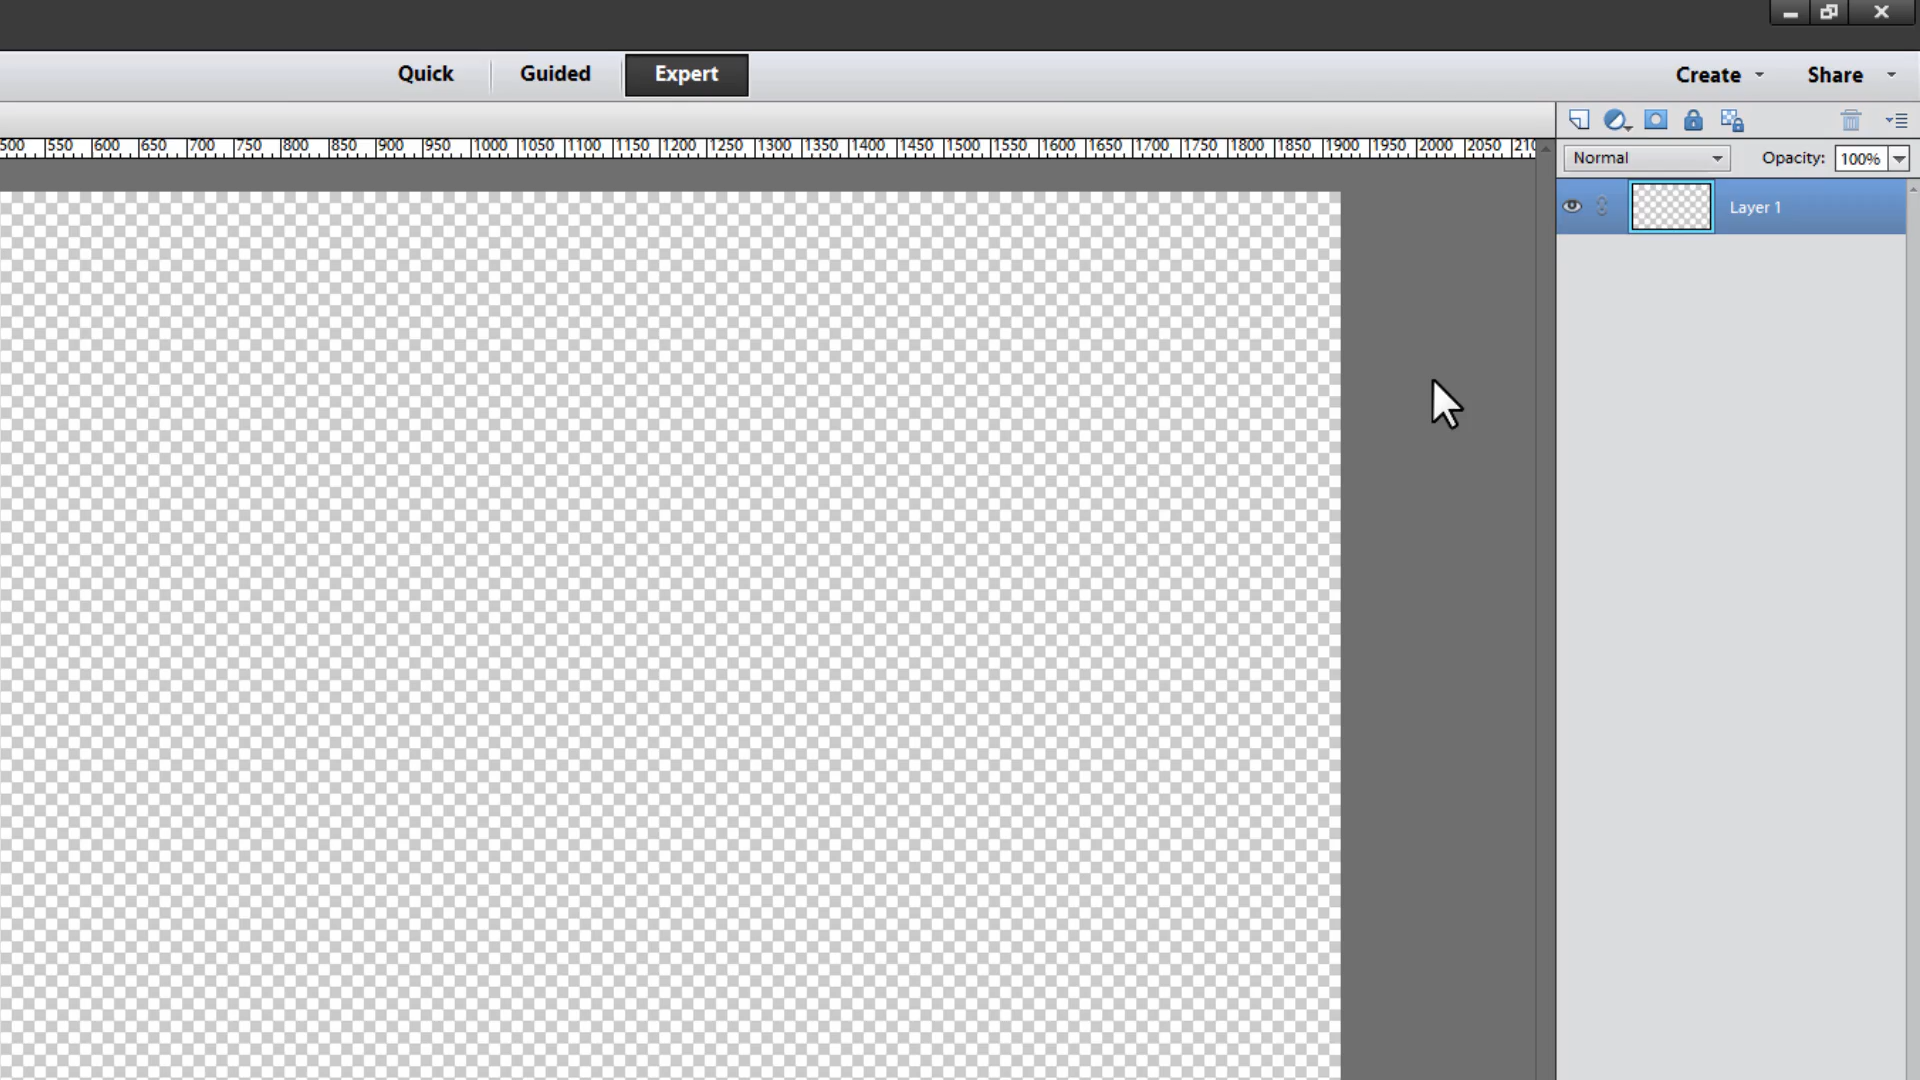 Quick Guided Expert Create Share
500 550 600 650 700 750 800 850 900 950 1000 1050 1100 1150 1200 1250 1300 1350 1400 1450 1500 1550 1600 1650 1700 1750 1800 1850 1900 1950 2000 2050 210
Normal Opacity: 100%
Layer 1